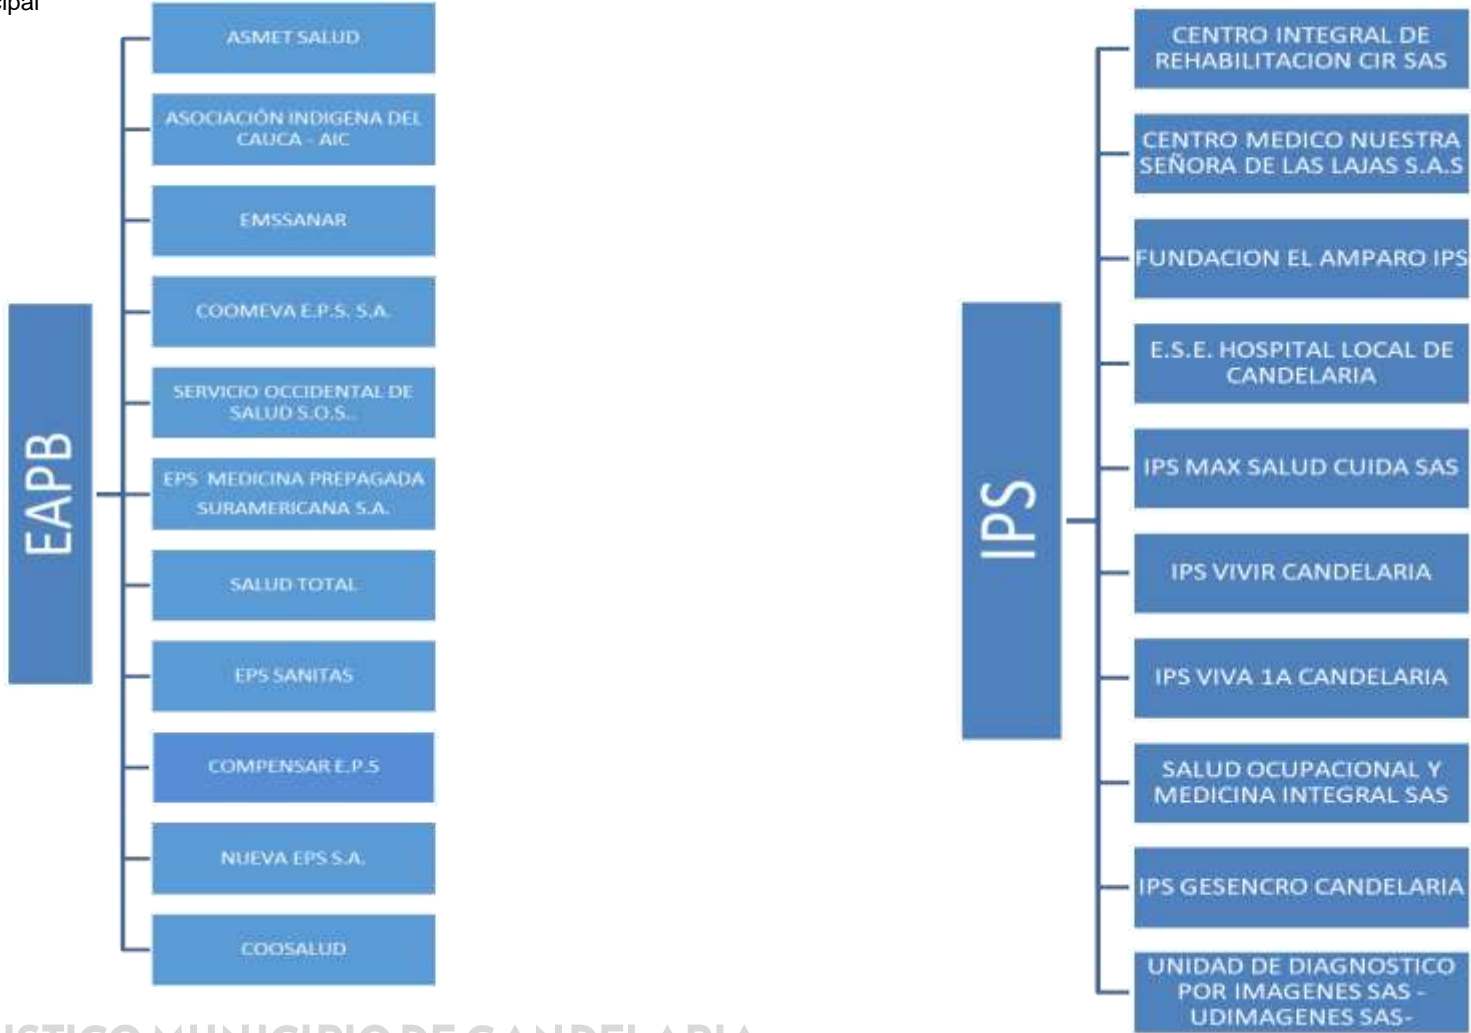 cipal
EAPB
ASMET SALUD
ASOCIACIÓN INDIGENA DEL
CAUCA - AIC
EMSSANAR
COOMEVA E.P.S. S.A.
SERVICIO OCCIDENTAL DE
SALUD S.O.S..
EPS MEDICINA PREPAGADA
SURAMERICANA S.A.
SALUD TOTAL
EPS SANITAS
COMPENSAR E.P.S
NUEVA EPS S.A.
COOSALUD
IPS
CENTRO INTEGRAL DE
REHABILITACION CIR SAS
CENTRO MEDICO NUESTRA
SEÑORA DE LAS LAJAS S.A.S
FUNDACION EL AMPARO IPS
E.S.E. HOSPITAL LOCAL DE
CANDELARIA
IPS MAX SALUD CUIDA SAS
IPS VIVIR CANDELARIA
IPS VIVA 1A CANDELARIA
SALUD OCUPACIONAL Y
MEDICINA INTEGRAL SAS
IPS GESENCRO CANDELARIA
UNIDAD DE DIAGNOSTICO
POR IMAGENES SAS -
UDIMAGENES SAS-
MUNICIPIO DE CANDELARIA